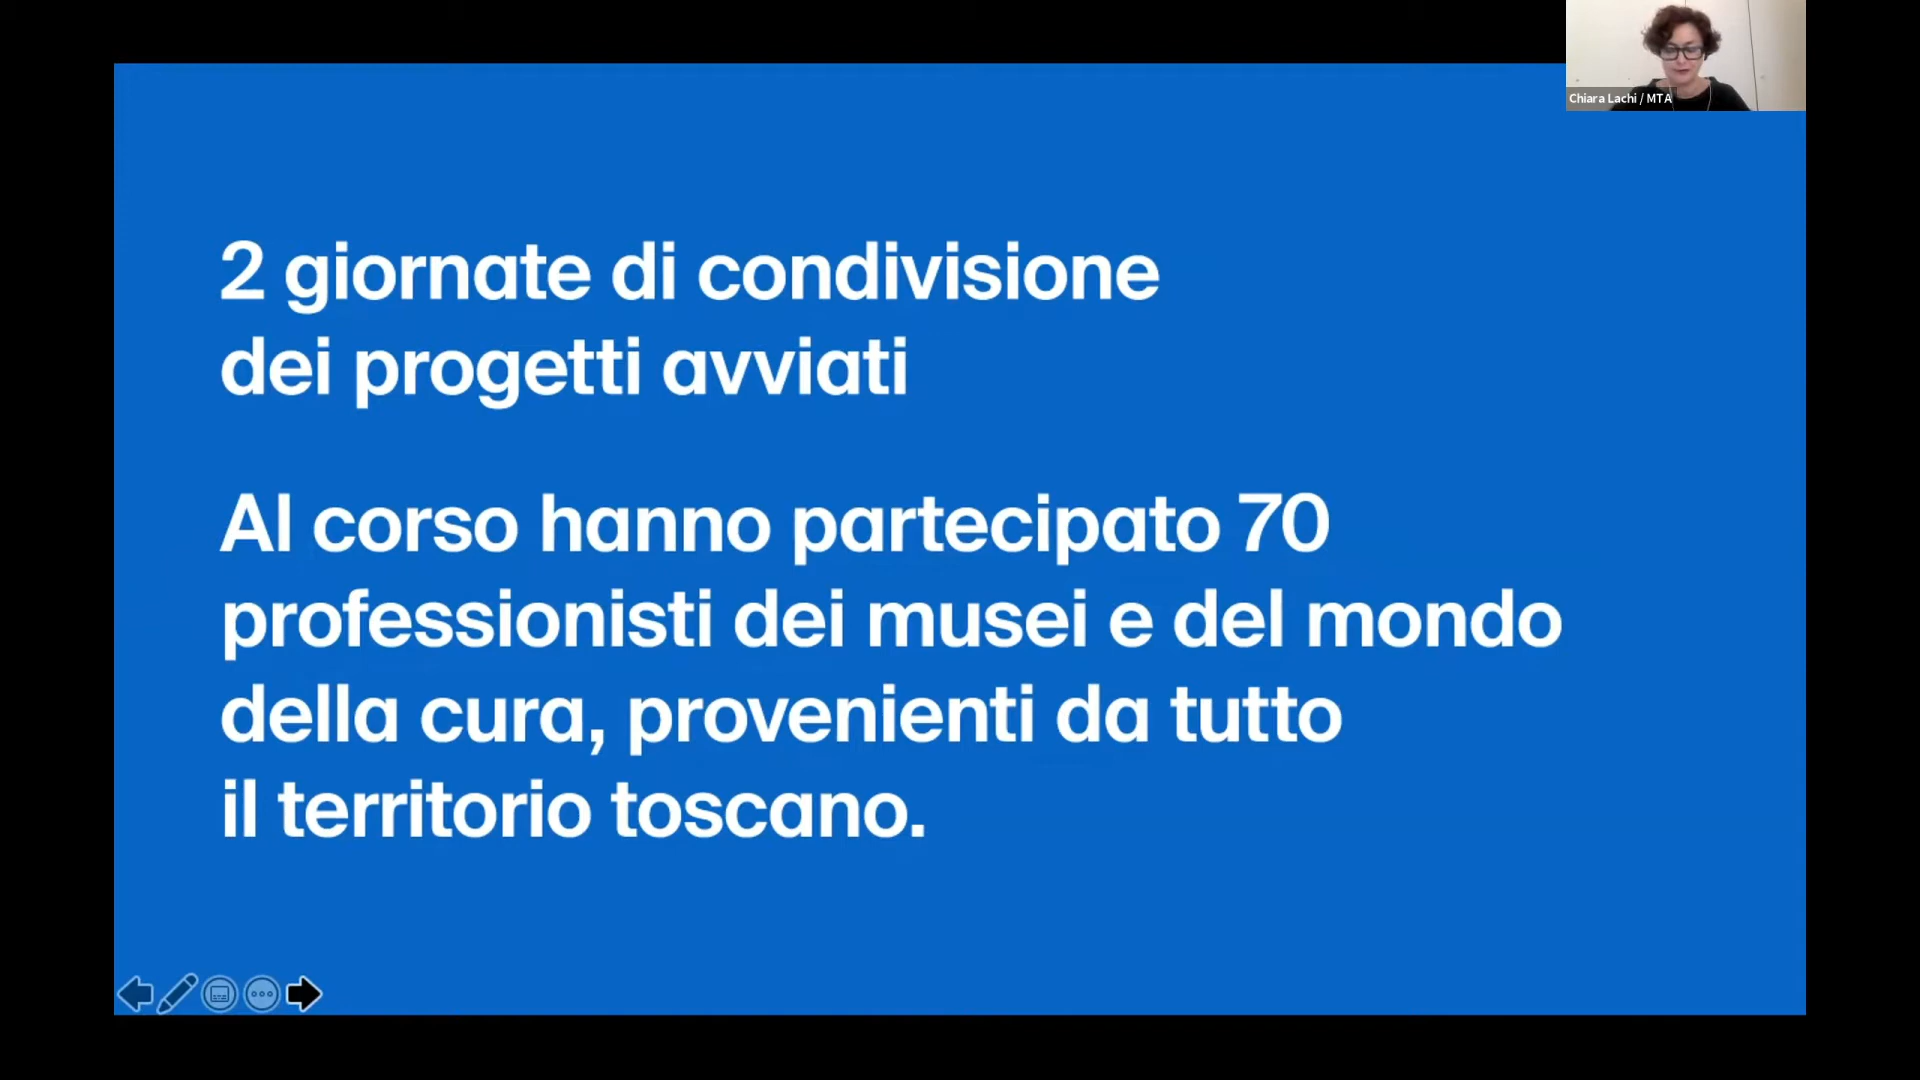 Chiara Lachi / MTA
2 giornate di condivisione
dei progetti avviati
Al corso hanno partecipato 70
professionisti dei musei e del mondo
della cura, provenienti da tutto
il territorio toscano.